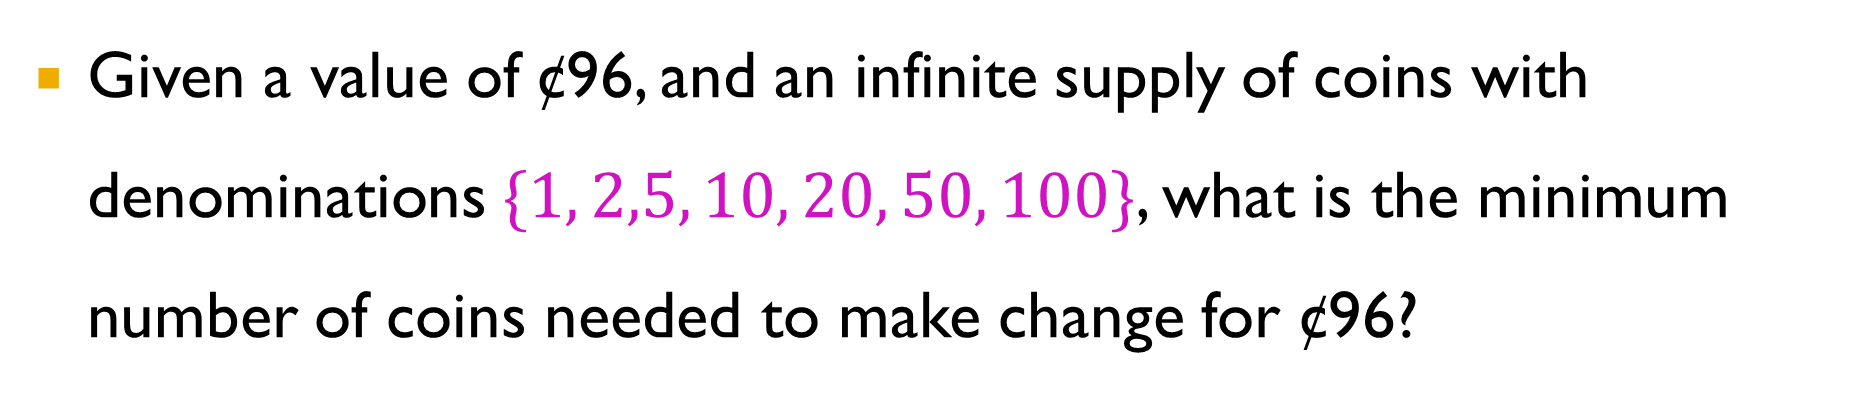 ▪ Given a value of ¢96, and an infinite supply of coins with
denominations {1, 2,5, 10, 20, 50, 100}, what is the minimum
number of coins needed to make change for ¢96?